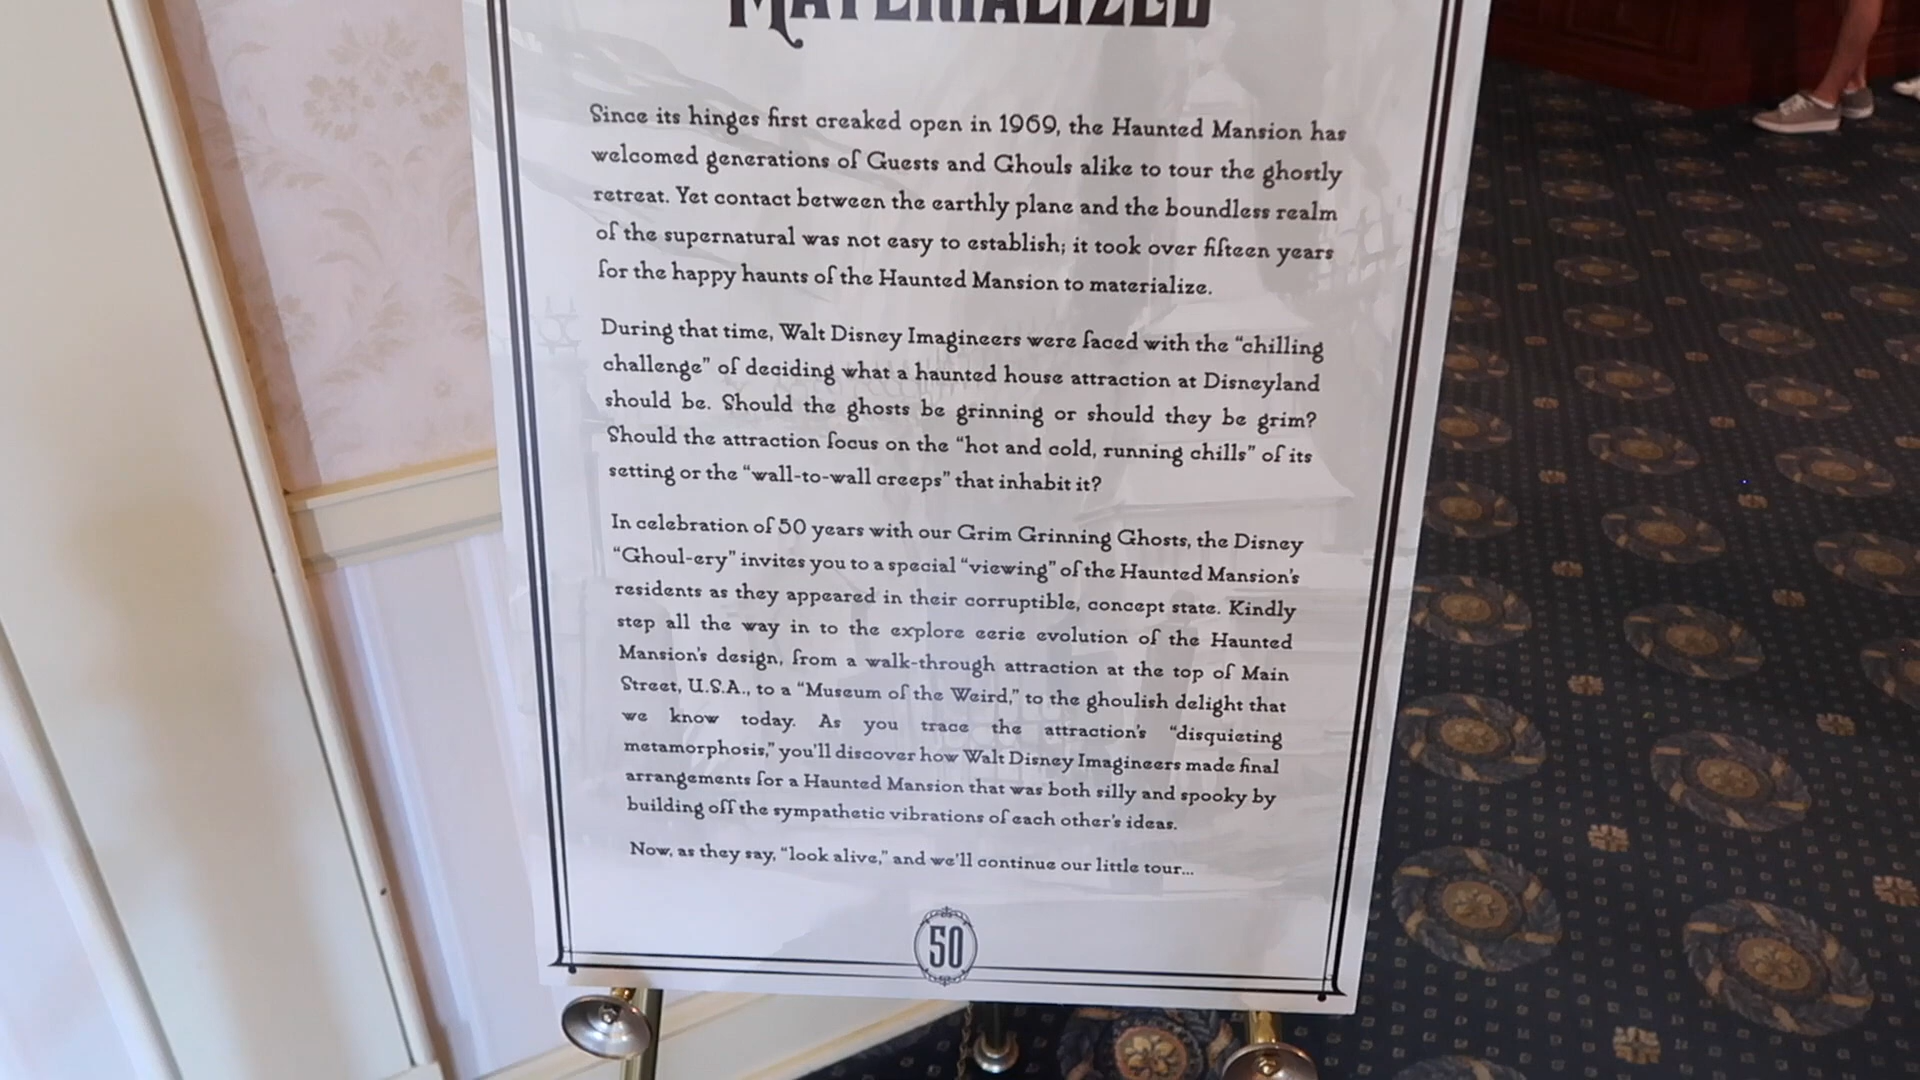 MATERIALIZED
Since its hinges first creaked open in 1969, the Haunted Mansion has
welcomed generations of Guests and Ghouls alike to tour the ghostly
retreat. Yet contact between the earthly plane and the boundless realm
of the supernatural was not easy to establish; it took over fifteen years
for the happy haunts of the Haunted Mansion to materialize.
During that time, Walt Disney Imagineers were faced with the “chilling
challenge” of deciding what a haunted house attraction at Disneyland
should be. Should the ghosts be grinning or should they be grim?
Should the attraction focus on the “hot and cold, running chills” of its
setting or the “wall-to-wall creeps” that inhabit it?
In celebration of 50 years with our Grim Grinning Ghosts, the Disney
“Ghoul-ery” invites you to a special “viewing” of the Haunted Mansion's
residents as they appeared in their corruptible, concept state. Kindly
step all the way in to the explore eerie evolution of the Haunted
Mansion's design, from a walk-through attraction at the top of Main
Street, U.S.A., to a “Museum of the Weird,” to the ghoulish delight that
we know today. As you trace the attraction's “disquieting
metamorphosis,” you'll discover how Walt Disney Imagineers made final
arrangements for a Haunted Mansion that was both silly and spooky by
building off the sympathetic vibrations of each other's ideas.
Now, as they say, “look alive,” and we'll continue our little tour...
50